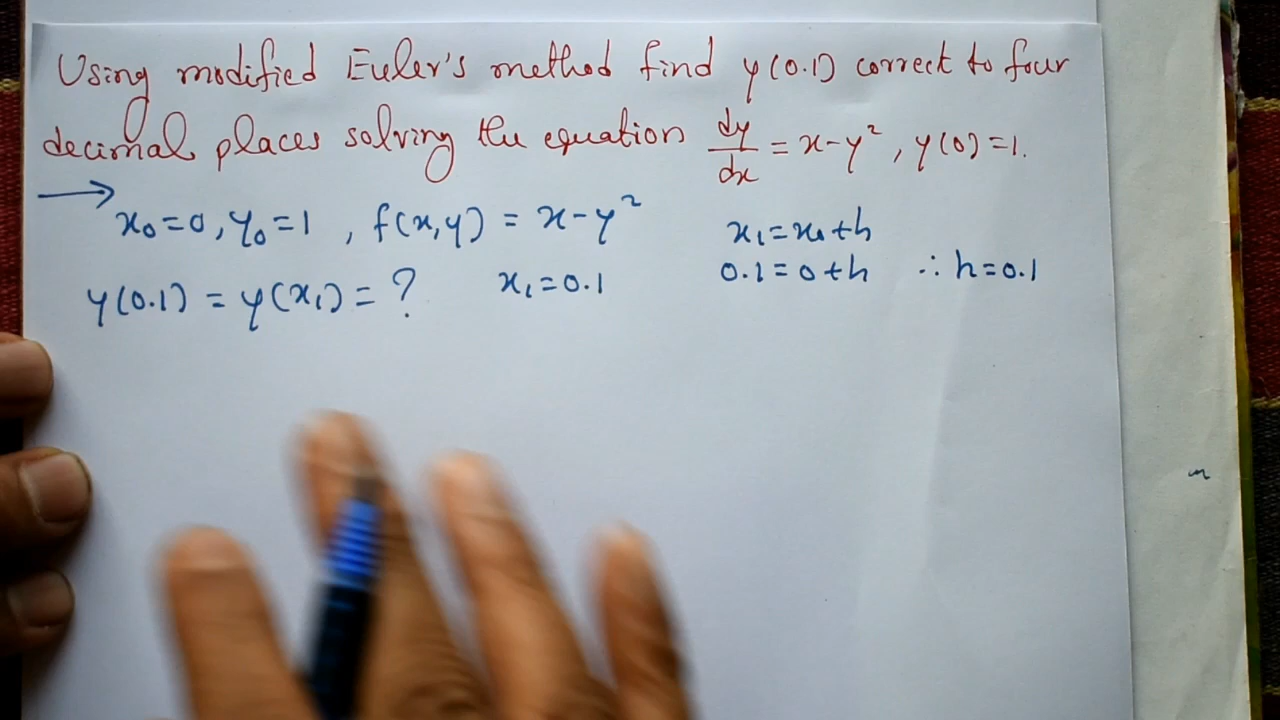 Using modified Euler's method find y(0.1) correct to four
decimal places solving the equation dy/dx = x-y², y(0)=1.
→ x₀=0, y₀=1, f(x,y) = x-y²
x₁=x₀+h
0.1=0+h ∴ h=0.1
y(0.1) = y(x₁) = ? x₁=0.1